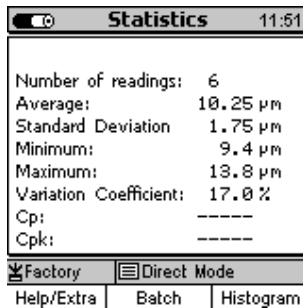 Statistics 11:51
Number of readings: 6
Average: 10.25 µm
Standard Deviation 1.75 µm
Minimum: 9.4 µm
Maximum: 13.8 µm
Variation Coefficient: 17.0 %
Cp: -----
Cpk: -----
Factory Direct Mode
Help/Extra Batch Histogram